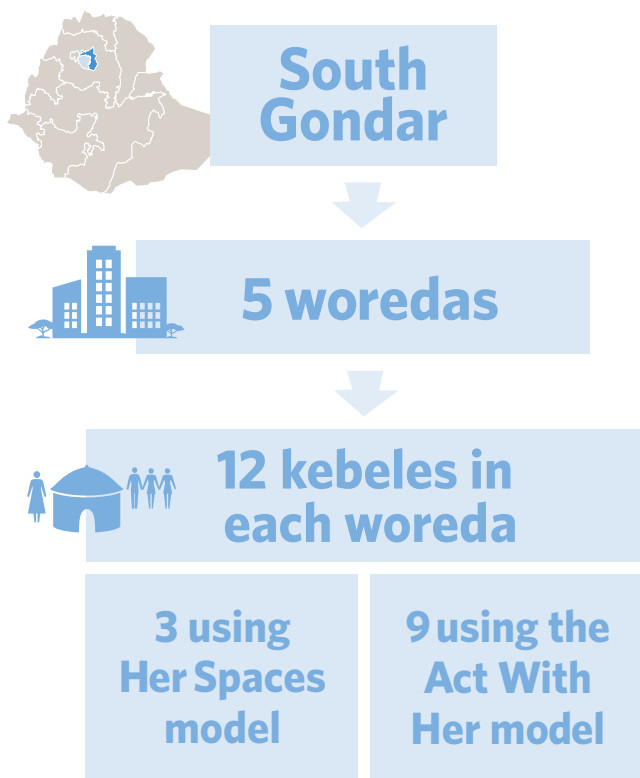 South
Gondar
5 woredas
12 kebeles in
each woreda
3 using
Her Spaces
model
9 using the
Act With
Her model